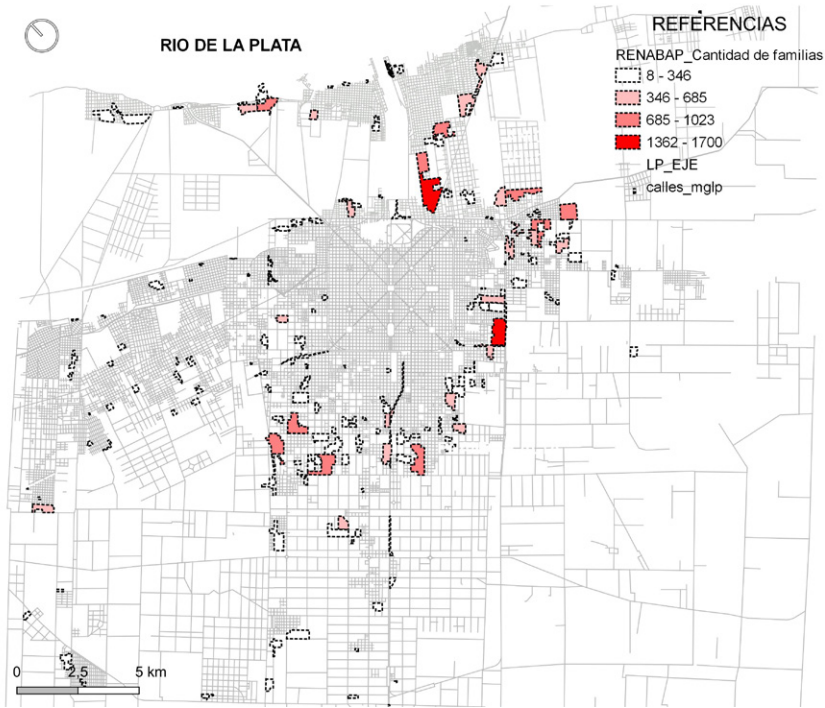 RIO DE LA PLATA
REFERENCIAS
RENABAP_Cantidad de familias
8 - 346
346 - 685
685 - 1023
1362 - 1700
LP_EJE
calles_mglp
0 2.5 5 km